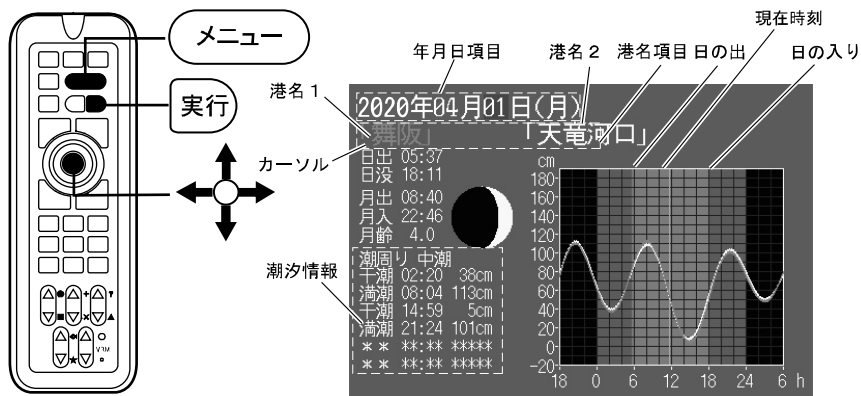 メニュー
実行
年月日項目
港名1
港名2
港名項目
日の出
現在時刻
日の入り
カーソル
潮汐情報
2020年04月01日(月)
「舞阪」 「天竜河口」
日出 05:37
日没 18:11
月出 08:40
月入 22:46
月齢 4.0
潮周り 中潮
干潮 02:20 38cm
満潮 08:04 113cm
干潮 14:59 5cm
満潮 21:24 101cm
** **:** *****
** **:** *****
cm
180
160
140
120
100
80
60
40
20
0
-20
18 0 6 12 18 24 6 h